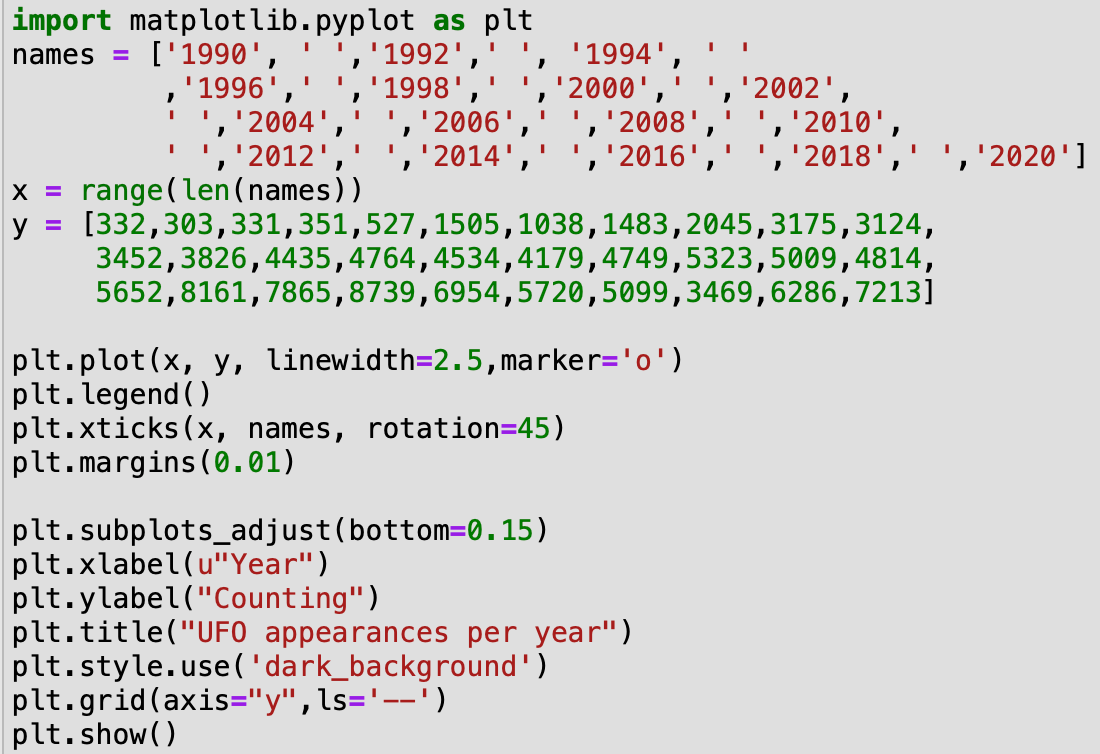 import matplotlib.pyplot as plt
names = ['1990', ' ','1992',' ', '1994', ' '
         ,'1996',' ','1998',' ','2000',' ','2002',
         ' ','2004',' ','2006',' ','2008',' ','2010',
         ' ','2012',' ','2014',' ','2016',' ','2018',' ','2020']
x = range(len(names))
y = [332,303,331,351,527,1505,1038,1483,2045,3175,3124,
     3452,3826,4435,4764,4534,4179,4749,5323,5009,4814,
     5652,8161,7865,8739,6954,5720,5099,3469,6286,7213]

plt.plot(x, y, linewidth=2.5,marker='o')
plt.legend()
plt.xticks(x, names, rotation=45)
plt.margins(0.01)

plt.subplots_adjust(bottom=0.15)
plt.xlabel(u"Year")
plt.ylabel("Counting")
plt.title("UFO appearances per year")
plt.style.use('dark_background')
plt.grid(axis="y",ls='--')
plt.show()